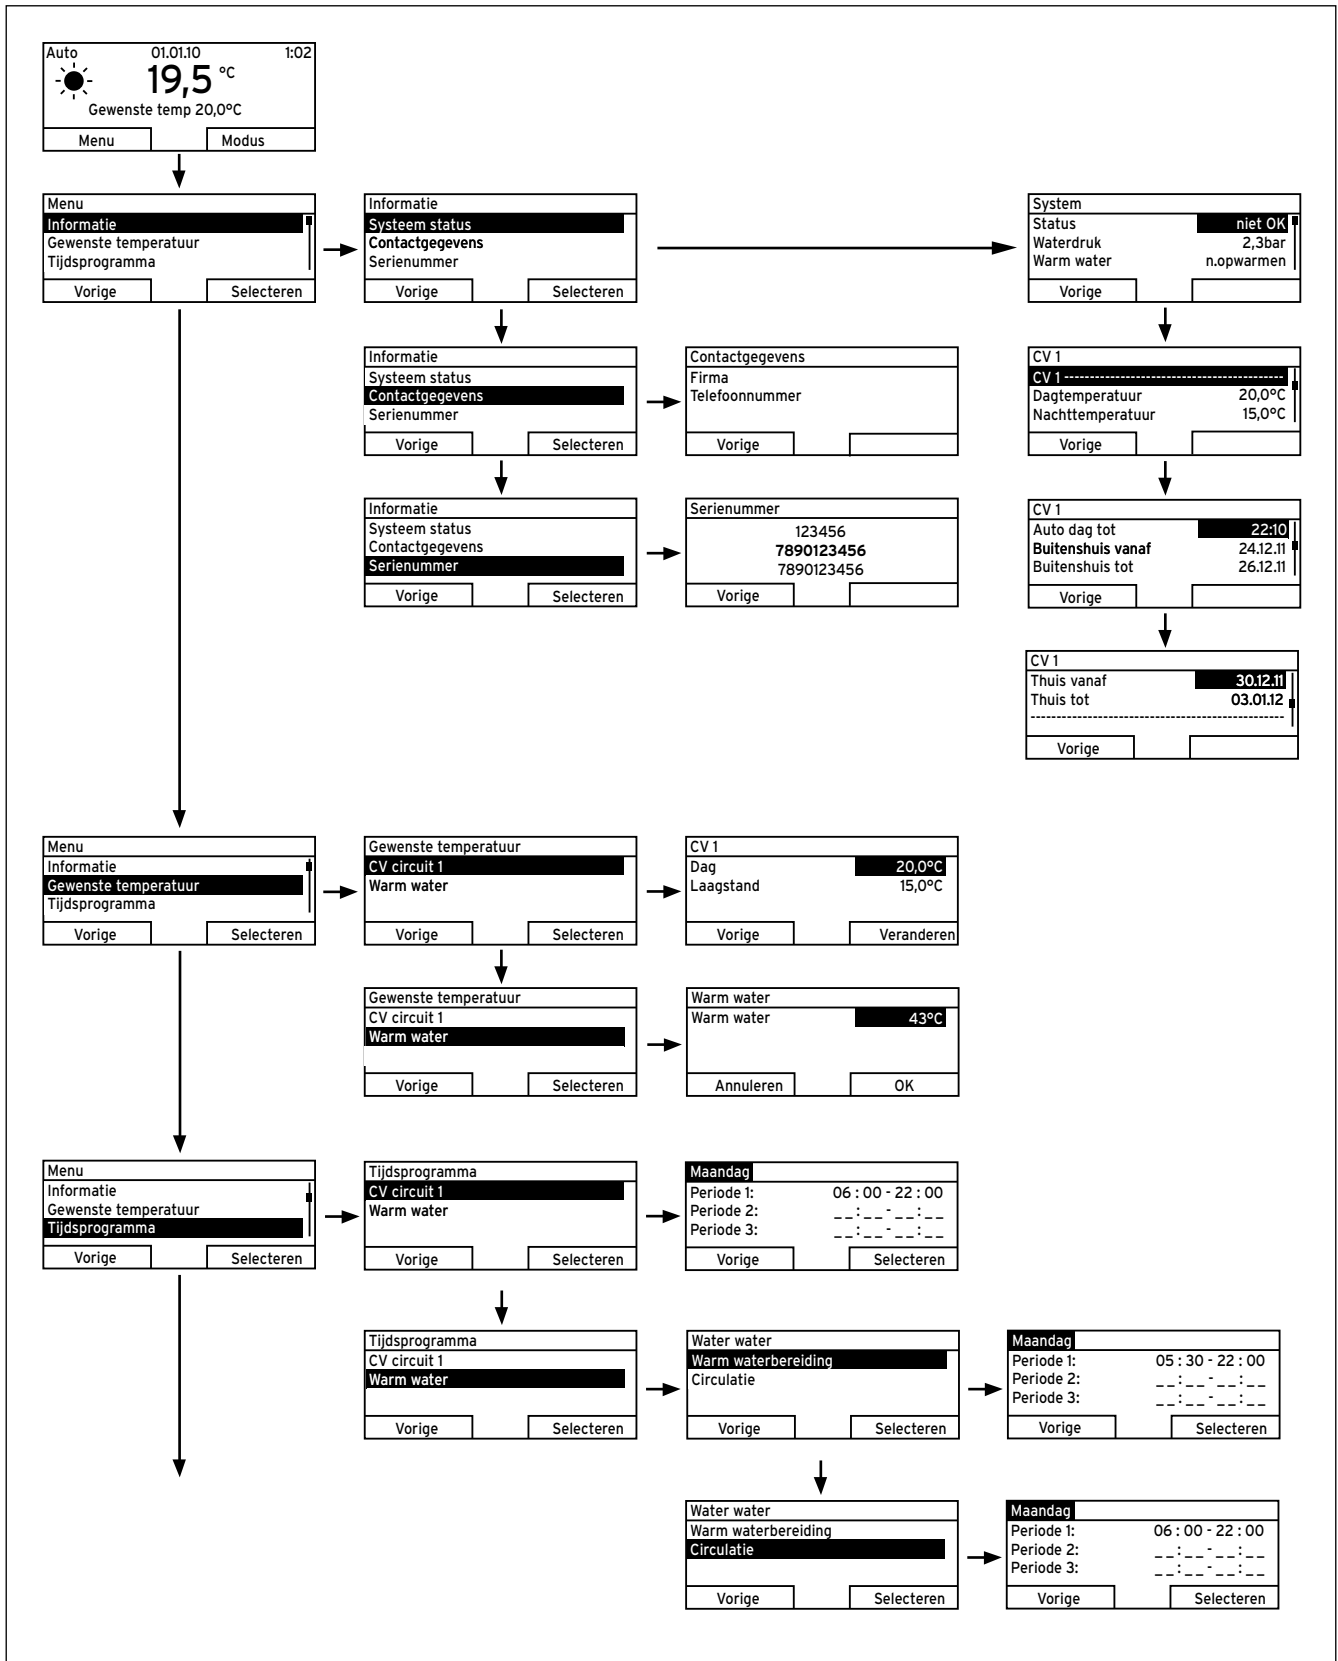 Auto 01.01.10 1:02
19,5 °C
Gewenste temp 20,0°C
Menu Modus
Menu
Informatie
Gewenste temperatuur
Tijdsprogramma
Vorige Selecteren
Informatie
Systeem status
Contactgegevens
Serienummer
Vorige Selecteren
System
Status niet OK
Waterdruk 2,3bar
Warm water n.opwarmen
Vorige
Informatie
Systeem status
Contactgegevens
Serienummer
Vorige Selecteren
Contactgegevens
Firma
Telefoonnummer
Vorige
CV 1
CV 1 ------------------------------------------
Dagtemperatuur 20,0°C
Nachttemperatuur 15,0°C
Vorige
Informatie
Systeem status
Contactgegevens
Serienummer
Vorige Selecteren
Serienummer
123456
7890123456
7890123456
Vorige
CV 1
Auto dag tot 22:10
Buitenshuis vanaf 24.12.11
Buitenshuis tot 26.12.11
Vorige
CV 1
Thuis vanaf 30.12.11
Thuis tot 03.01.12
------------------------------------------------
Vorige
Menu
Informatie
Gewenste temperatuur
Tijdsprogramma
Vorige Selecteren
Gewenste temperatuur
CV circuit 1
Warm water
Vorige Selecteren
CV 1
Dag 20,0°C
Laagstand 15,0°C
Vorige Veranderen
Gewenste temperatuur
CV circuit 1
Warm water
Vorige Selecteren
Warm water
Warm water 43°C
Annuleren OK
Menu
Informatie
Gewenste temperatuur
Tijdsprogramma
Vorige Selecteren
Tijdsprogramma
CV circuit 1
Warm water
Vorige Selecteren
Maandag
Periode 1: 06 : 00 - 22 : 00
Periode 2: _ _ : _ _ - _ _ : _ _
Periode 3: _ _ : _ _ - _ _ : _ _
Vorige Selecteren
Tijdsprogramma
CV circuit 1
Warm water
Vorige Selecteren
Water water
Warm waterbereiding
Circulatie
Vorige Selecteren
Maandag
Periode 1: 05 : 30 - 22 : 00
Periode 2: _ _ : _ _ - _ _ : _ _
Periode 3: _ _ : _ _ - _ _ : _ _
Vorige Selecteren
Water water
Warm waterbereiding
Circulatie
Vorige Selecteren
Maandag
Periode 1: 06 : 00 - 22 : 00
Periode 2: _ _ : _ _ - _ _ : _ _
Periode 3: _ _ : _ _ - _ _ : _ _
Vorige Selecteren